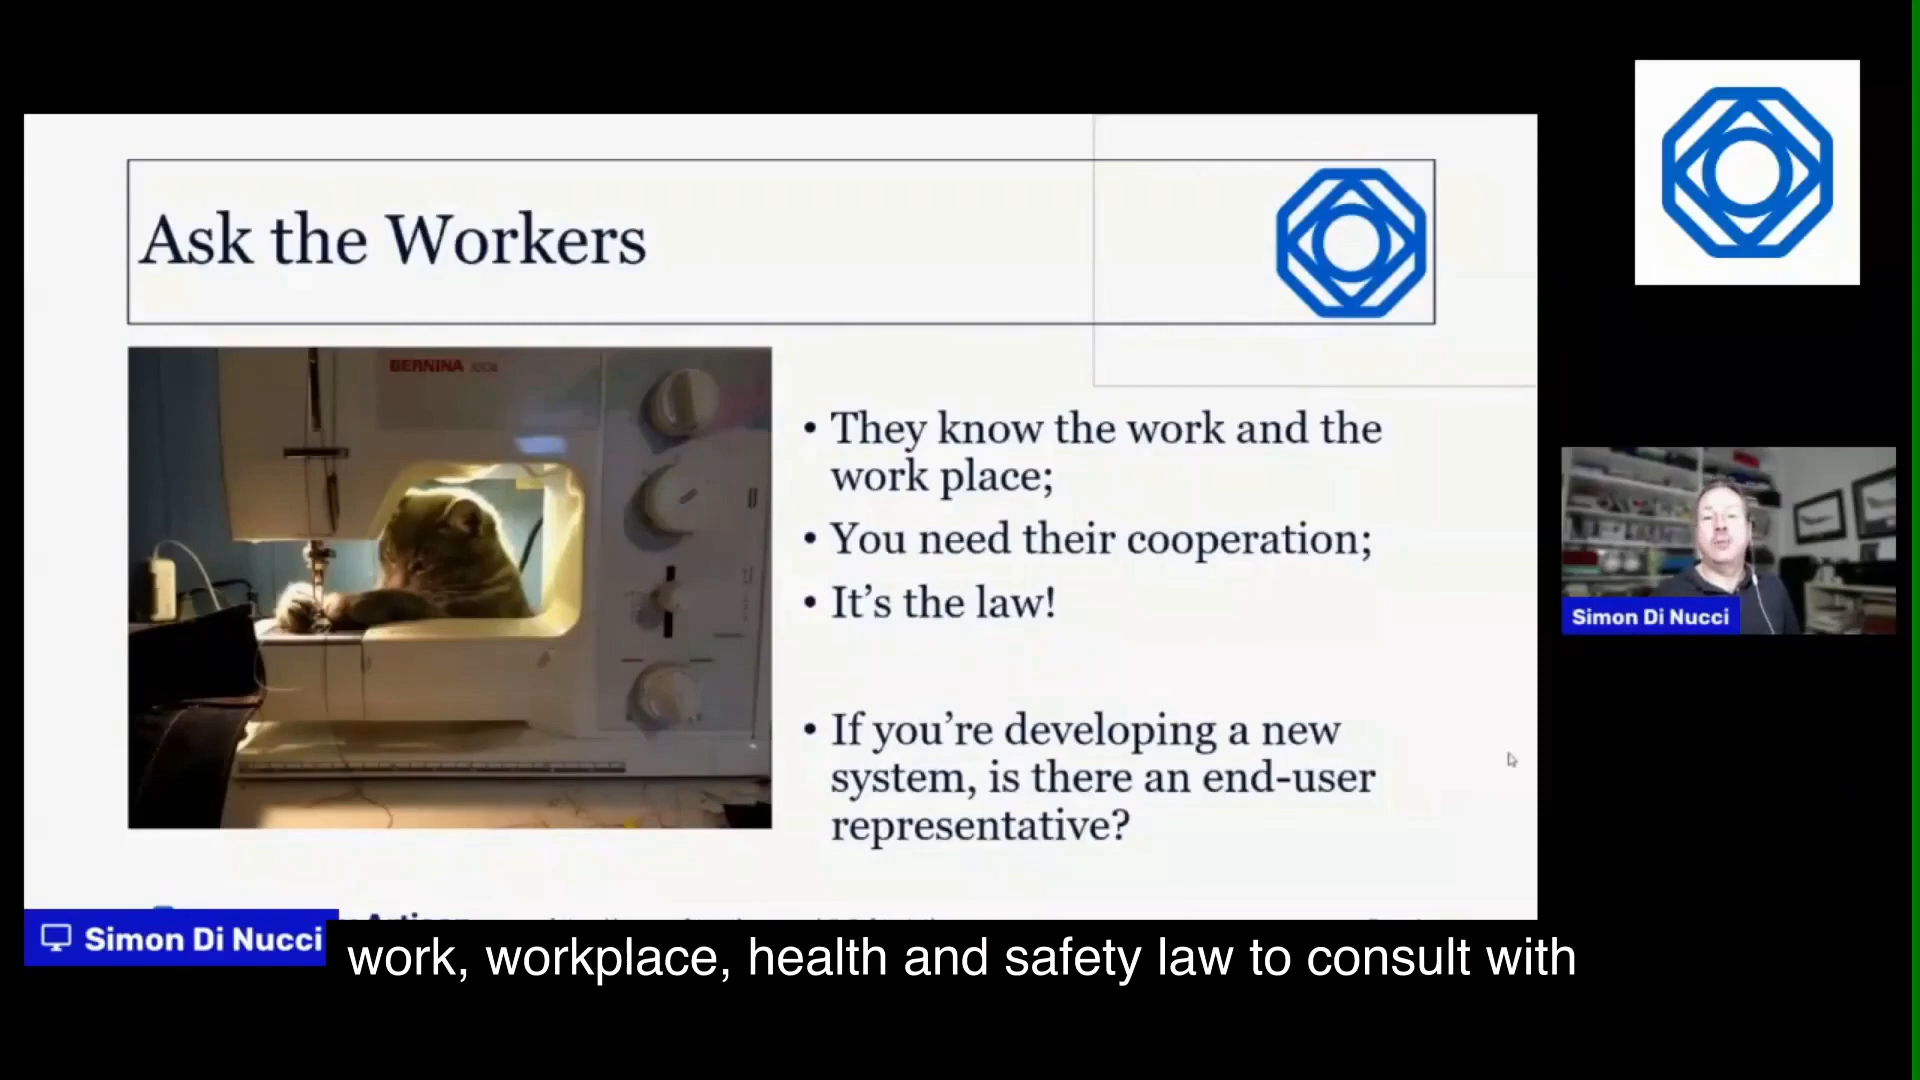 Ask the Workers
BERNINA
• They know the work and the
work place;
• You need their cooperation;
• It's the law!
• If you're developing a new
system, is there an end-user
representative?
Simon Di Nucci
Simon Di Nucci
work, workplace, health and safety law to consult with